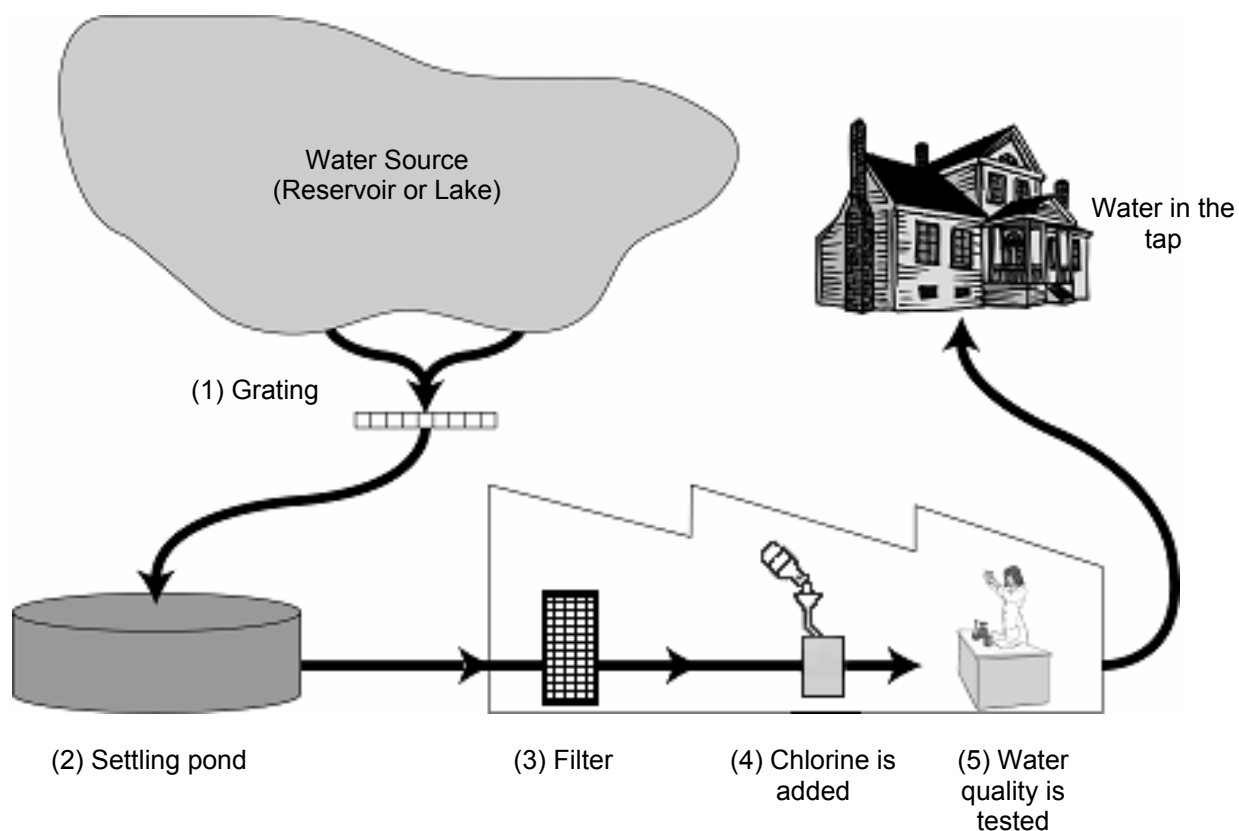 Water Source
(Reservoir or Lake)
Water in the
tap
(1) Grating
(2) Settling pond
(3) Filter
(4) Chlorine is
added
(5) Water
quality is
tested